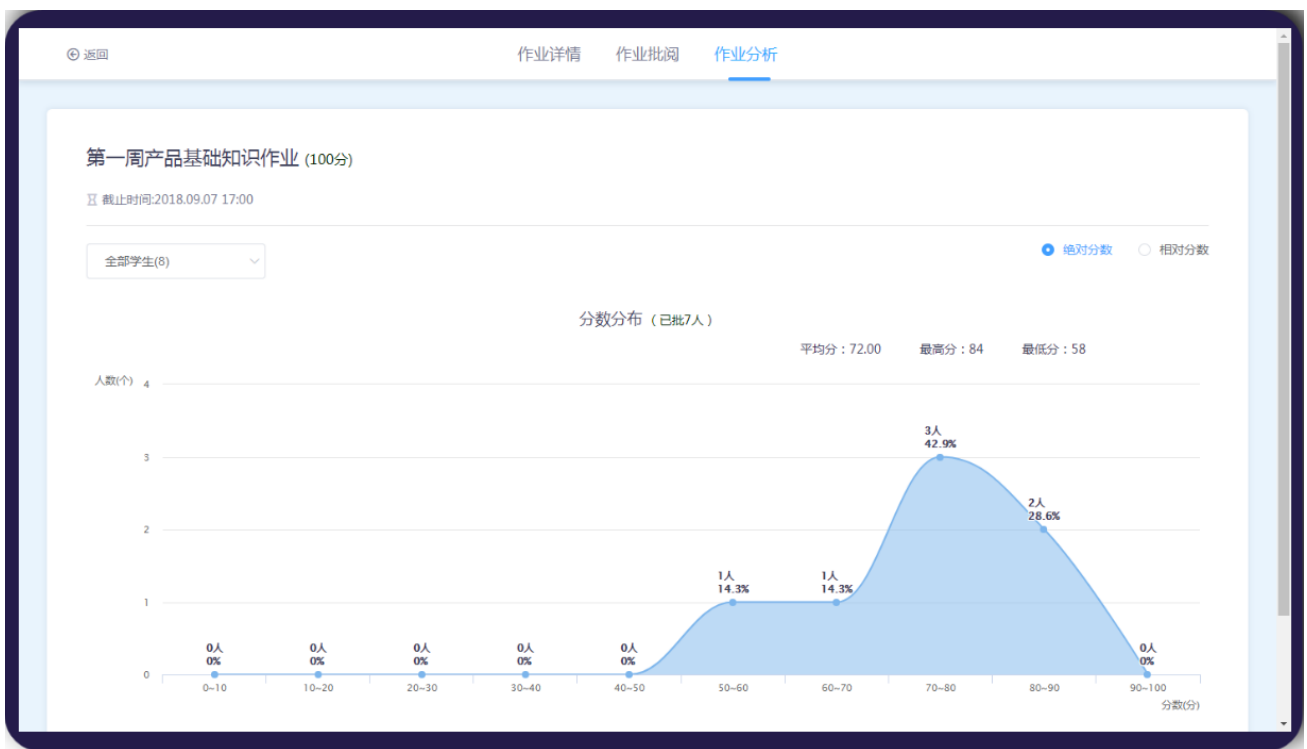 返回 作业详情 作业批阅 作业分析
第一周产品基础知识作业 (100分)
截止时间:2018.09.07 17:00
全部学生(8) 绝对分数 相对分数
分数分布 ( 已批7人 )
平均分：72.00 最高分：84 最低分：58
人数(个)
4
3
2
1
0
0人
0%
0人
0%
0人
0%
0人
0%
0人
0%
1人
14.3%
1人
14.3%
3人
42.9%
2人
28.6%
0人
0%
0~10 10~20 20~30 30~40 40~50 50~60 60~70 70~80 80~90 90~100
分数(分)